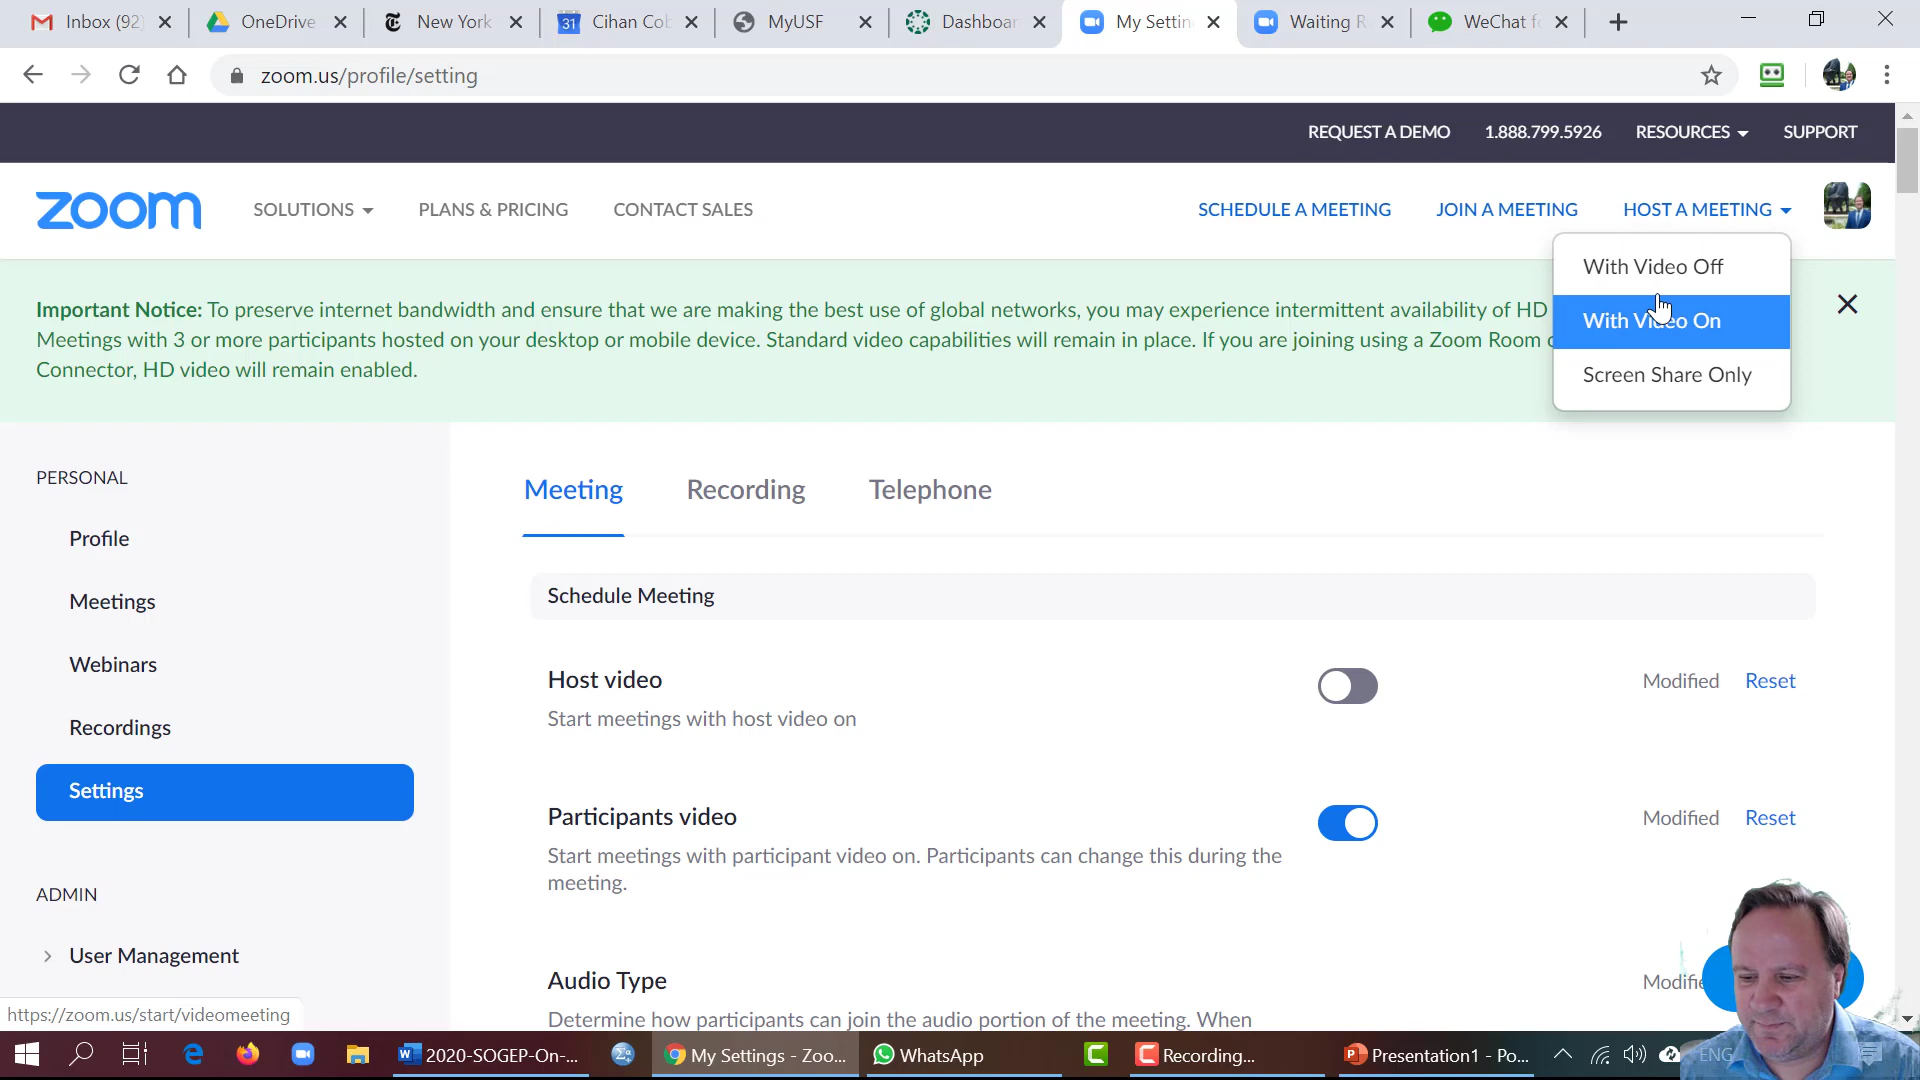 Inbox (92)
OneDrive
New York
31
Cihan Cob
MyUSF
Dashboar
My Settin
Waiting R
WeChat fo
zoom.us/profile/setting
REQUEST A DEMO
1.888.799.5926
RESOURCES
SUPPORT
zoom
SOLUTIONS
PLANS & PRICING
CONTACT SALES
SCHEDULE A MEETING
JOIN A MEETING
HOST A MEETING
With Video Off
With Video On
Screen Share Only
Important Notice: To preserve internet bandwidth and ensure that we are making the best use of global networks, you may experience intermittent availability of HD
Meetings with 3 or more participants hosted on your desktop or mobile device. Standard video capabilities will remain in place. If you are joining using a Zoom Room
Connector, HD video will remain enabled.
PERSONAL
Profile
Meetings
Webinars
Recordings
Settings
ADMIN
User Management
Meeting
Recording
Telephone
Schedule Meeting
Host video
Start meetings with host video on
Modified
Reset
Participants video
Start meetings with participant video on. Participants can change this during the
meeting.
Modified
Reset
Audio Type
Determine how participants can join the audio portion of the meeting. When
Modifie
https://zoom.us/start/videomeeting
2020-SOGEP-On-...
My Settings - Zoo...
WhatsApp
Recording...
Presentation1 - Po...
ENG